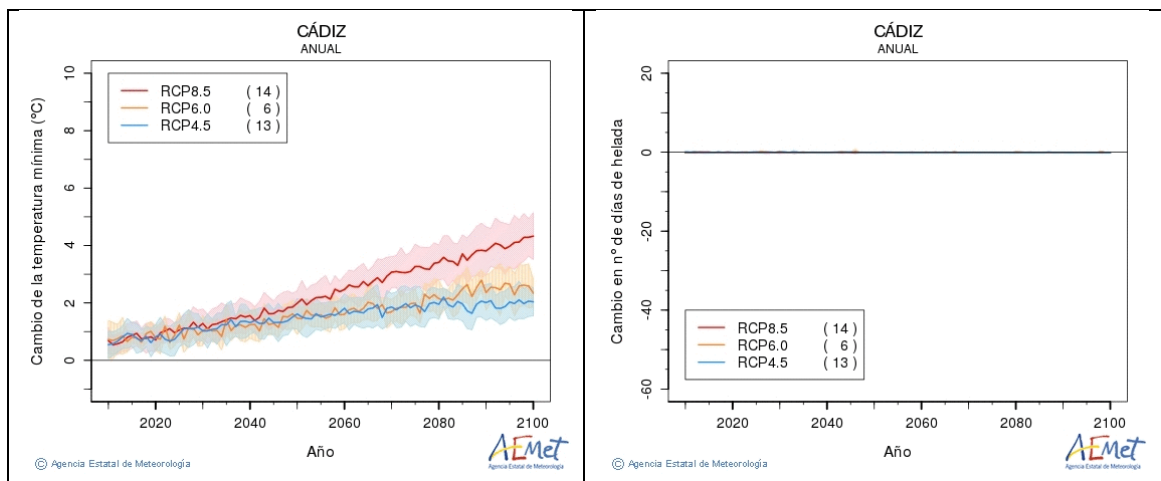 CÁDIZ
ANUAL
Cambio de la temperatura mínima (ºC)
10
8
6
4
2
0
RCP8.5 ( 14 )
RCP6.0 ( 6 )
RCP4.5 ( 13 )
2020 2040 2060 2080 2100
Año
© Agencia Estatal de Meteorología
AEmet
Agencia Estatal de Meteorología
CÁDIZ
ANUAL
Cambio en n° de días de helada
20
0
-20
-40
-60
RCP8.5 ( 14 )
RCP6.0 ( 6 )
RCP4.5 ( 13 )
2020 2040 2060 2080 2100
Año
© Agencia Estatal de Meteorología
AEmet
Agencia Estatal de Meteorología